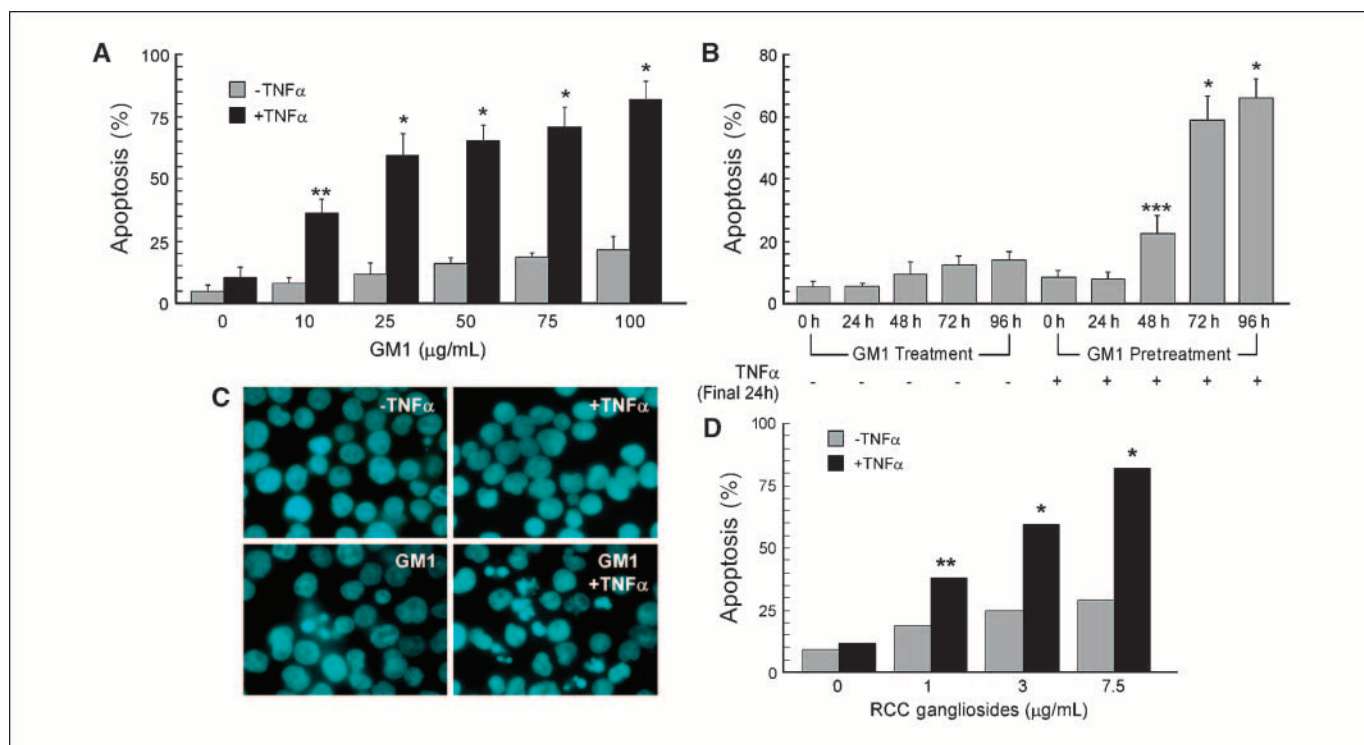 A
100
75
50
25
0
Apoptosis (%)
-TNFα
+TNFα
**
*
*
*
*
0 10 25 50 75 100
GM1 (μg/mL)
B
80
60
40
20
0
Apoptosis (%)
***
*
*
0 h 24 h 48 h 72 h 96 h 0 h 24 h 48 h 72 h 96 h
GM1 Treatment GM1 Pretreatment
TNFα
(Final 24h)
- - - - - + + + + +
C
-TNFα
+TNFα
GM1
GM1
+TNFα
D
100
75
50
25
0
Apoptosis (%)
-TNFα
+TNFα
**
*
*
0 1 3 7.5
RCC gangliosides (μg/mL)